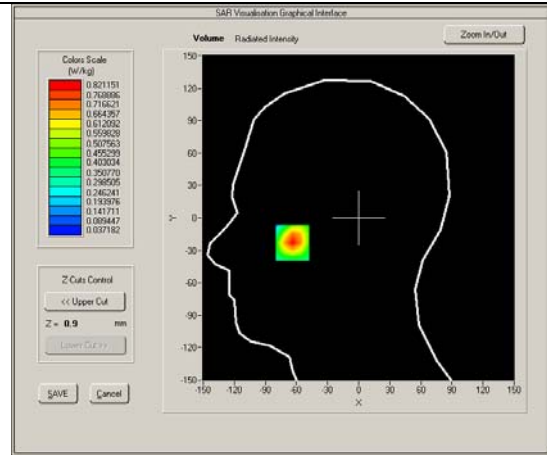 SAR Visualisation Graphical Interface
Volume Radiated Intensity
Zoom In/Out
Colors Scale
(W/kg)
0.821151
0.768886
0.716621
0.664357
0.612092
0.559828
0.507563
0.455299
0.403034
0.350770
0.298505
0.246241
0.193976
0.141711
0.089447
0.037182
Z Cuts Control
<< Upper Cut
Z = 0.9 mm
Lower Cut >>
SAVE Cancel
150
120
90
60
30
0
-30
-60
-90
-120
-150
Y
-150 -120 -90 -60 -30 0 30 60 90 120 150
X